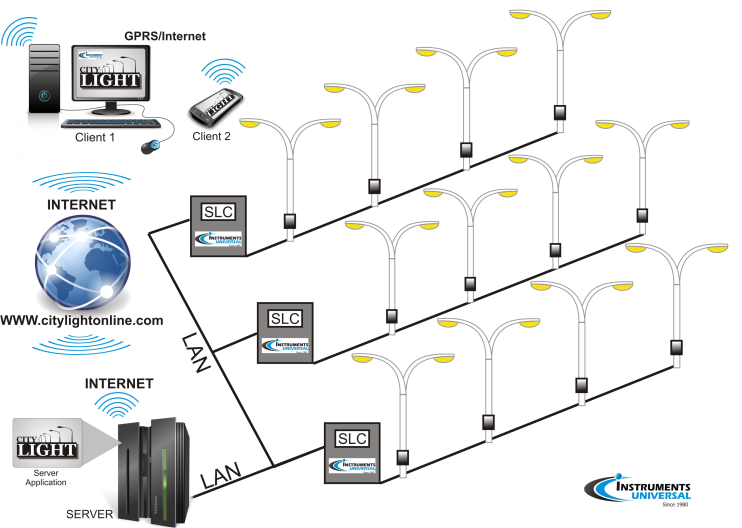 GPRS/Internet
INSTRUMENTS
CITY
LIGHT
Client 1
Client 2
INTERNET
WWW.citylightonline.com
SLC
INSTRUMENTS
UNIVERSAL
SLC
INSTRUMENTS
UNIVERSAL
LAN
INTERNET
CITY
LIGHT
Server
Application
SERVER
LAN
SLC
INSTRUMENTS
UNIVERSAL
INSTRUMENTS
UNIVERSAL
Since 1980